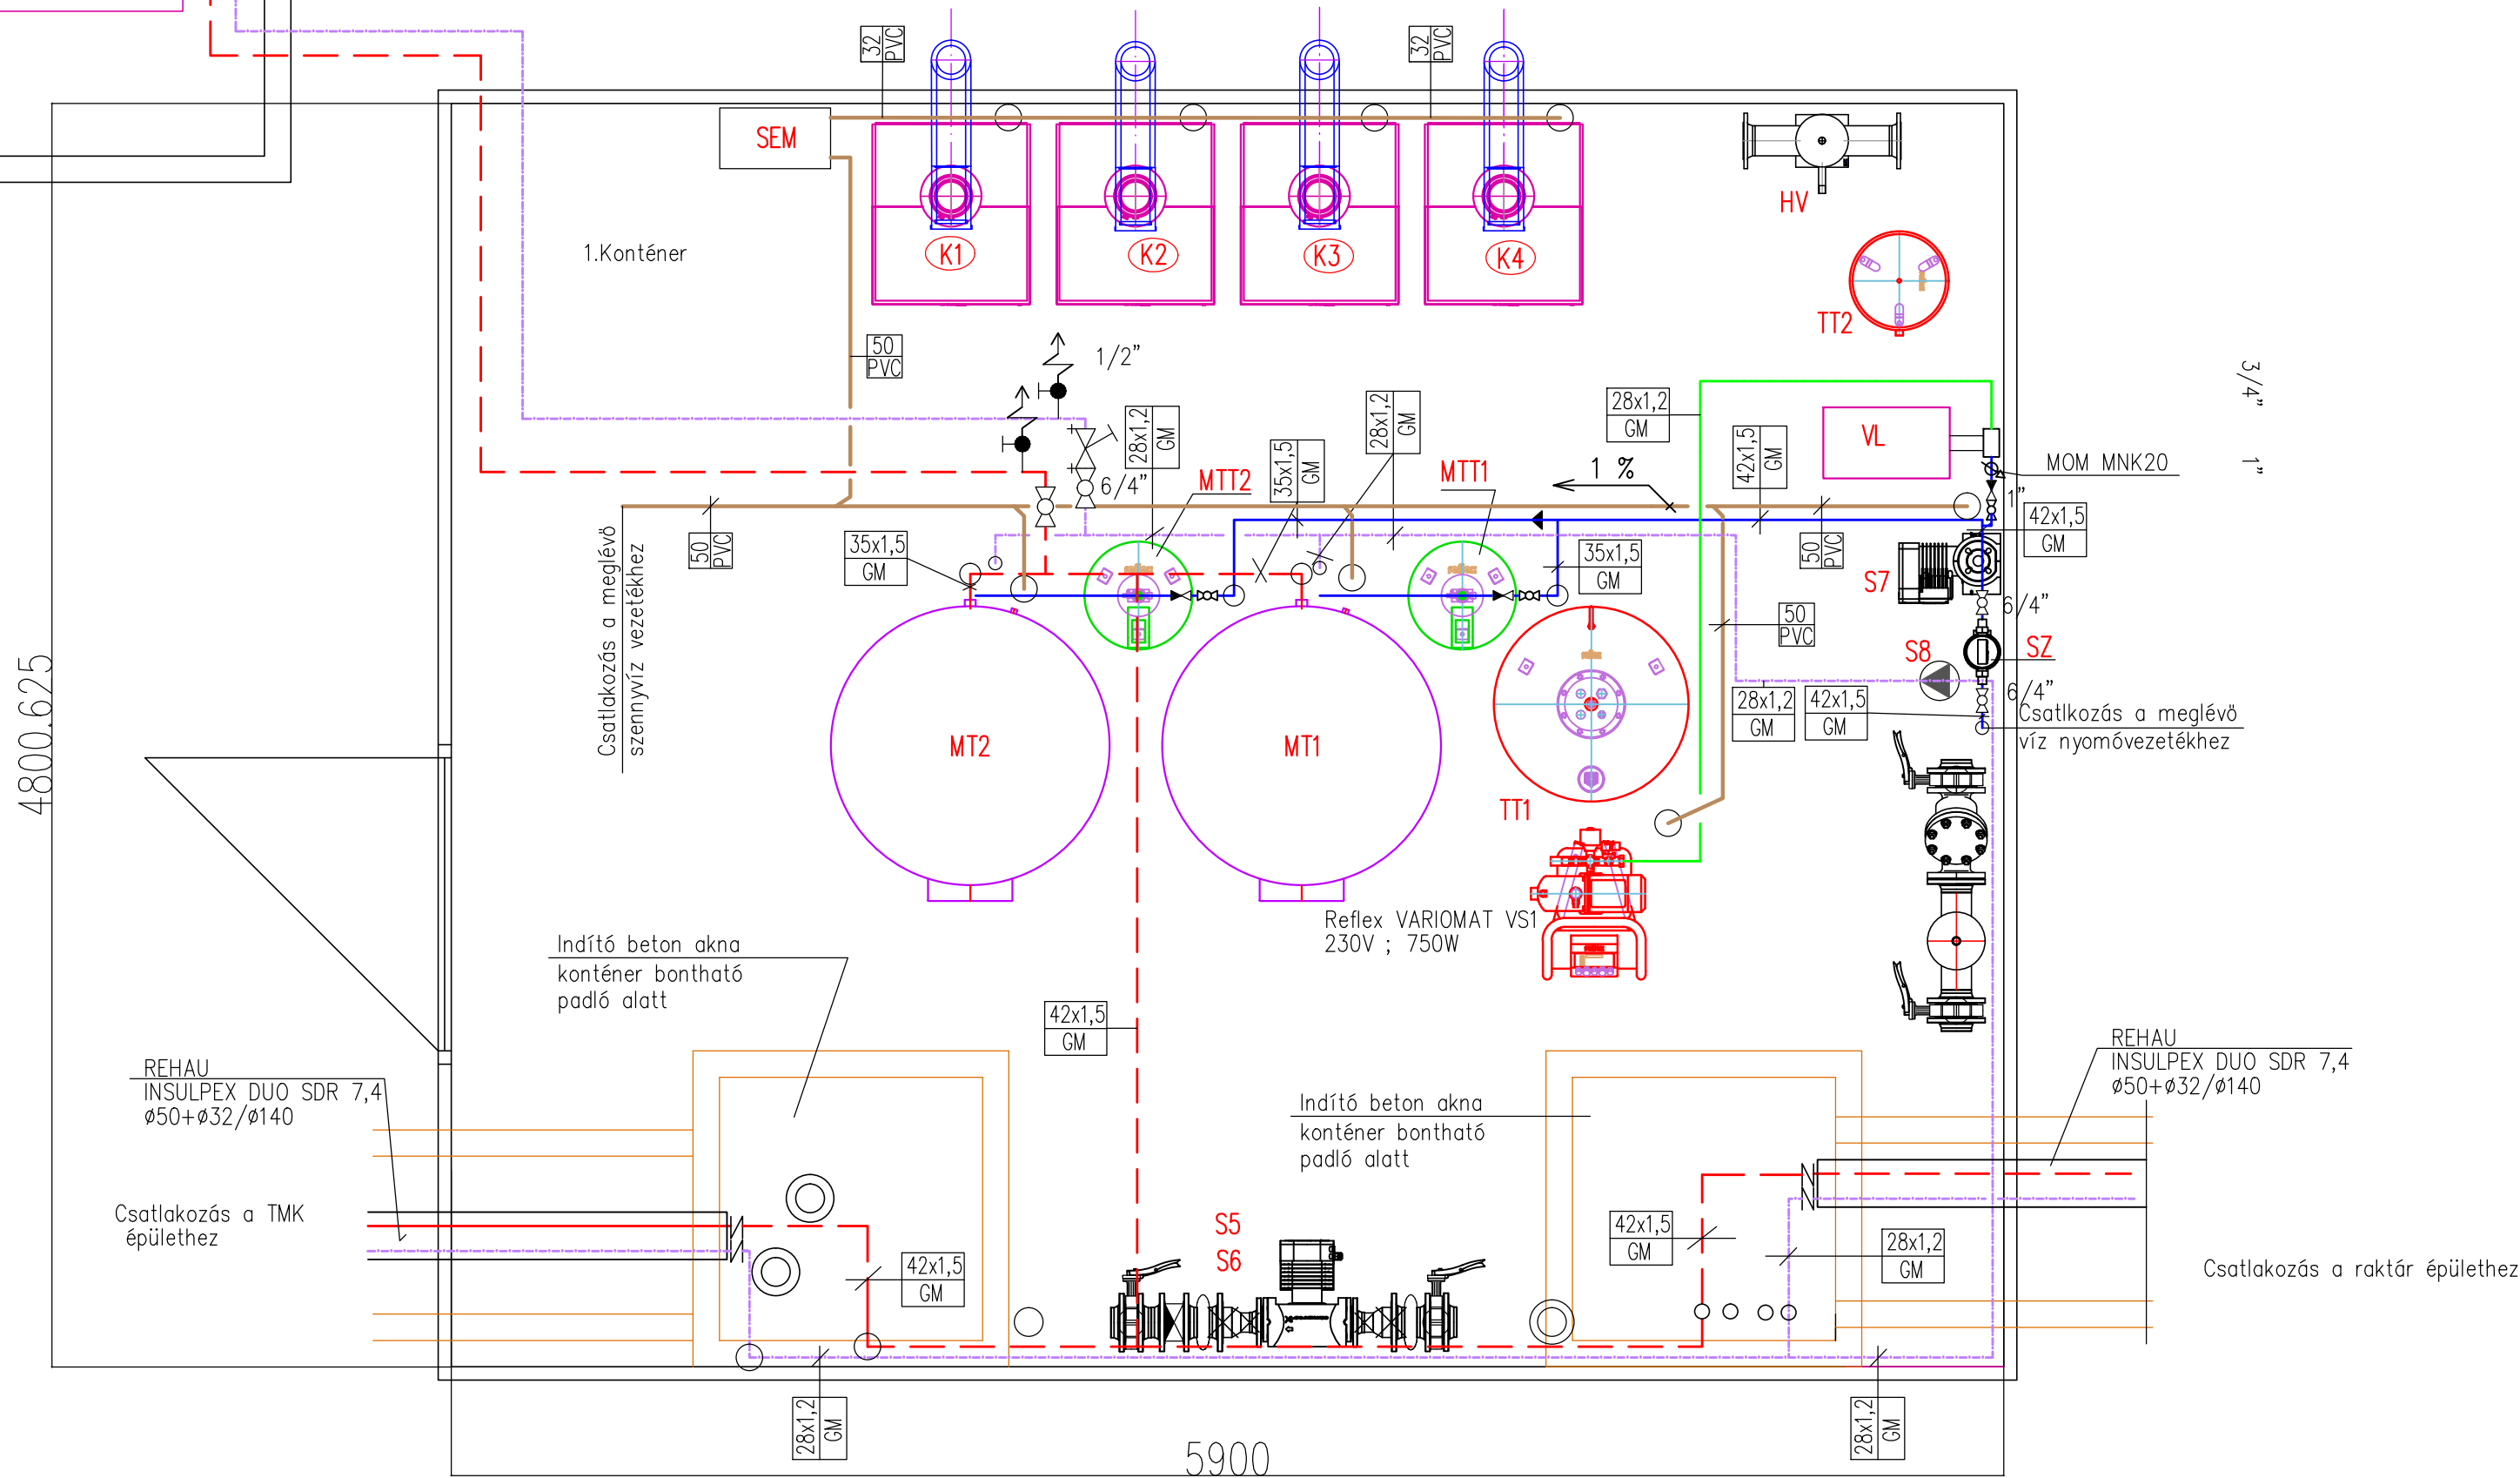 32
PVC
32
PVC
SEM
HV
1.Konténer
K1
K2
K3
K4
TT2
50
PVC
1/2"
3/4"
1"
28x1,2
GM
28x1,2
GM
28x1,2
GM
42x1,5
GM
VL
MOM MNK20
35x1,5
GM
MTT2
MTT1
1 %
6/4"
1"
42x1,5
GM
50
PVC
35x1,5
GM
35x1,5
GM
50
PVC
S7
6/4"
Csatlakozás a meglévö
szennyvíz vezetékhez
50
PVC
S8
SZ
6/4"
28x1,2
GM
42x1,5
GM
Csatlkozás a meglévö
víz nyomóvezetékhez
4800.625
MT2
MT1
TT1
Reflex VARIOMAT VS1
230V ; 750W
Indító beton akna
konténer bontható
padló alatt
42x1,5
GM
REHAU
INSULPEX DUO SDR 7,4
ø50+ø32/ø140
REHAU
INSULPEX DUO SDR 7,4
ø50+ø32/ø140
Indító beton akna
konténer bontható
padló alatt
Csatlakozás a TMK
épülethez
S5
S6
42x1,5
GM
42x1,5
GM
28x1,2
GM
Csatlakozás a raktár épülethez
28x1,2
GM
28x1,2
GM
5900